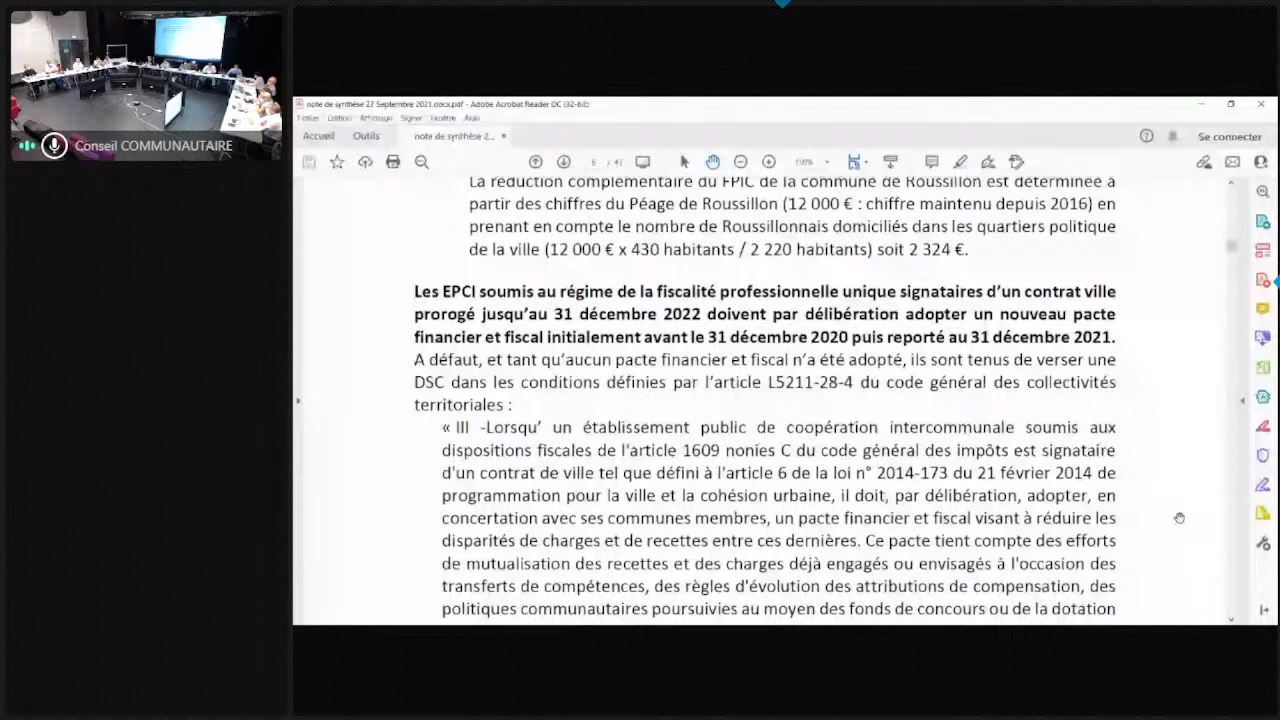 Conseil COMMUNAUTAIRE
note de synthèse 27 Septembre 2021.docx.pdf - Adobe Acrobat Reader DC (32-bit)
Fichier Edition Affichage Signer Fenêtre Aide
Accueil Outils note de synthèse 2... × Se connecter
6 / 41 150%
La réduction complémentaire du FPIC de la commune de Roussillon est déterminée à
partir des chiffres du Péage de Roussillon (12 000 € : chiffre maintenu depuis 2016) en
prenant en compte le nombre de Roussillonnais domiciliés dans les quartiers politique
de la ville (12 000 € x 430 habitants / 2 220 habitants) soit 2 324 €.
Les EPCI soumis au régime de la fiscalité professionnelle unique signataires d’un contrat ville
prorogé jusqu’au 31 décembre 2022 doivent par délibération adopter un nouveau pacte
financier et fiscal initialement avant le 31 décembre 2020 puis reporté au 31 décembre 2021.
A défaut, et tant qu’aucun pacte financier et fiscal n’a été adopté, ils sont tenus de verser une
DSC dans les conditions définies par l’article L5211-28-4 du code général des collectivités
territoriales :
« III -Lorsqu’ un établissement public de coopération intercommunale soumis aux
dispositions fiscales de l'article 1609 nonies C du code général des impôts est signataire
d'un contrat de ville tel que défini à l'article 6 de la loi n° 2014-173 du 21 février 2014 de
programmation pour la ville et la cohésion urbaine, il doit, par délibération, adopter, en
concertation avec ses communes membres, un pacte financier et fiscal visant à réduire les
disparités de charges et de recettes entre ces dernières. Ce pacte tient compte des efforts
de mutualisation des recettes et des charges déjà engagés ou envisagés à l'occasion des
transferts de compétences, des règles d'évolution des attributions de compensation, des
politiques communautaires poursuivies au moyen des fonds de concours ou de la dotation